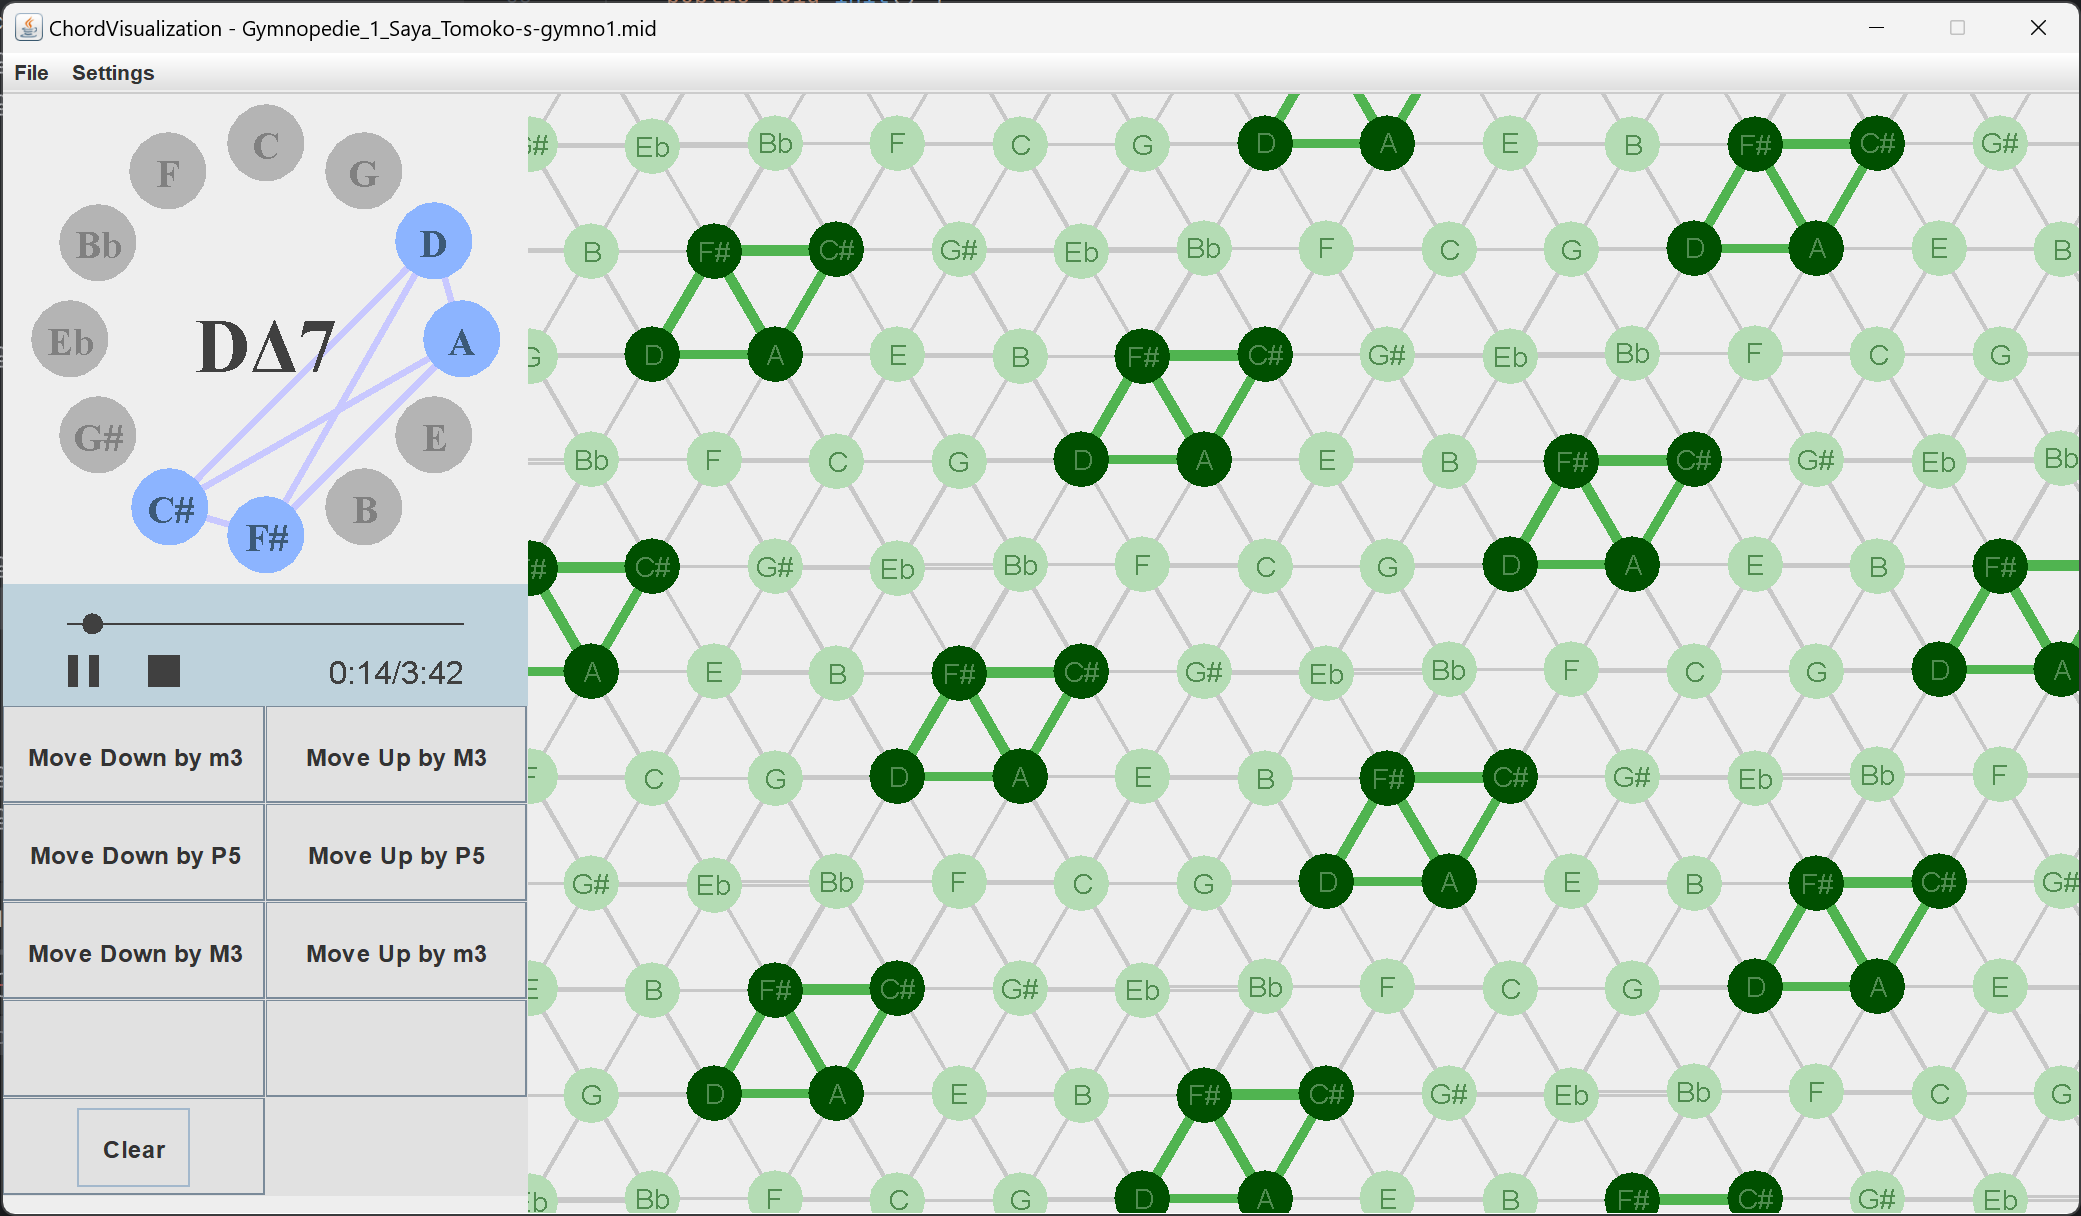 ChordVisualization - Gymnopedie_1_Saya_Tomoko-s-gymno1.mid
File Settings
C
F G
Bb D
Eb DΔ7 A
G# E
C# B
F#
0:14/3:42
Move Down by m3 Move Up by M3
Move Down by P5 Move Up by P5
Move Down by M3 Move Up by m3
Clear
G# Eb Bb F C G D A E B F# C# G#
B F# C# G# Eb Bb F C G D A E B
G D A E B F# C# G# Eb Bb F C G
Bb F C G D A E B F# C# G# Eb Bb
F# C# G# Eb Bb F C G D A E B F#
A E B F# C# G# Eb Bb F C G D A
F C G D A E B F# C# G# Eb Bb F
G# Eb Bb F C G D A E B F# C# G#
E B F# C# G# Eb Bb F C G D A E
G D A E B F# C# G# Eb Bb F C G
Eb Bb F C G D A E B F# C# G# Eb